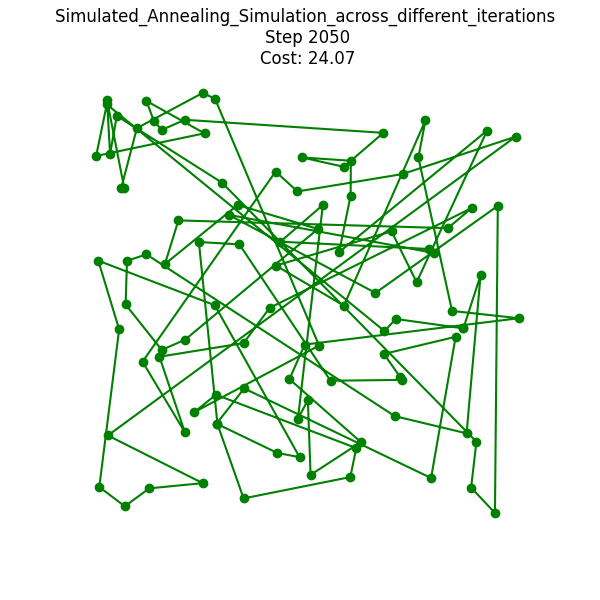 Simulated_Annealing_Simulation_across_different_iterations
Step 2050
Cost: 24.07